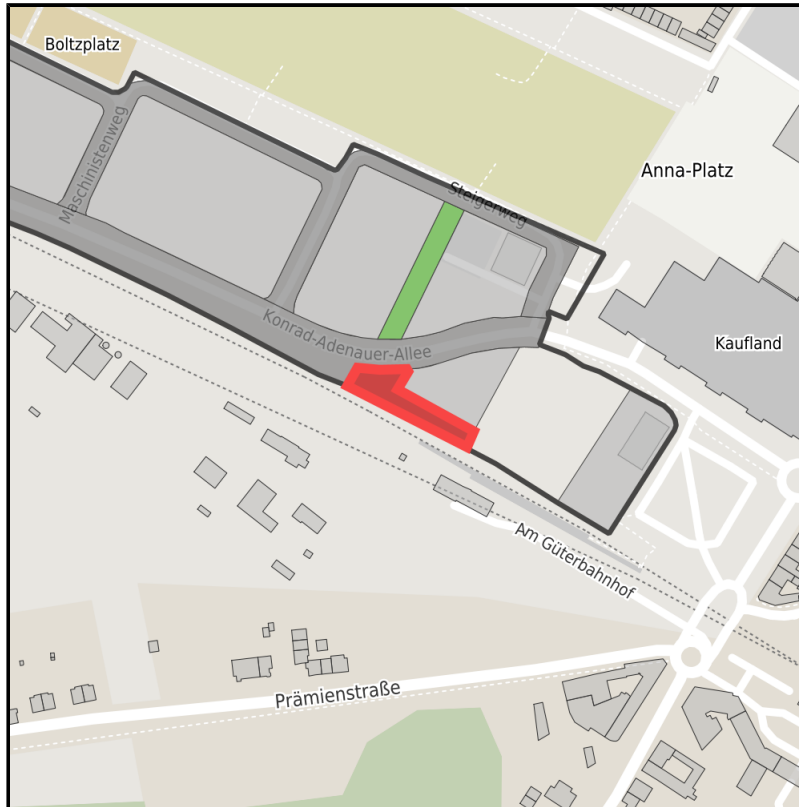 Boltzplatz
Maschinistenweg
Steigerweg
Anna-Platz
Konrad-Adenauer-Allee
Kaufland
Am Güterbahnhof
Prämienstraße